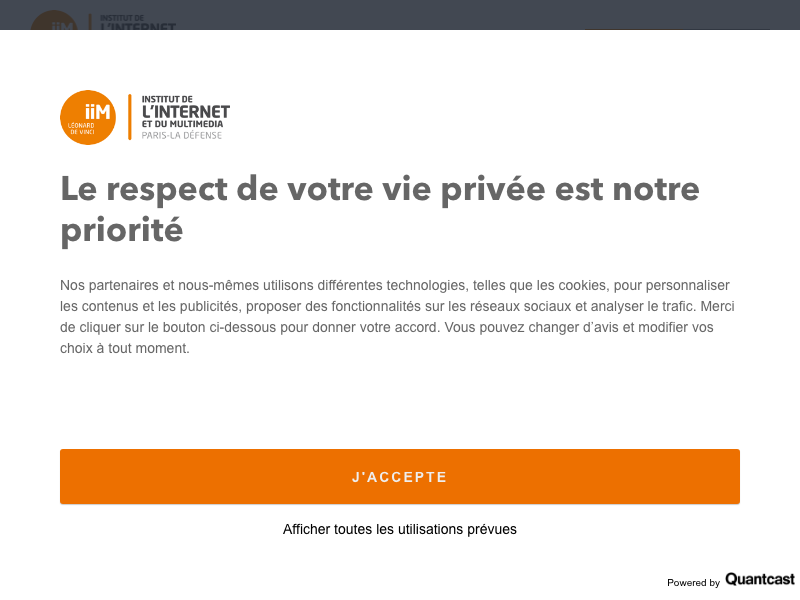 iiM
INSTITUT DE
L'INTERNET
iiM
LÉONARD
DE VINCI
INSTITUT DE
L'INTERNET
ET DU MULTIMEDIA
PARIS-LA DÉFENSE
Le respect de votre vie privée est notre
priorité
Nos partenaires et nous-mêmes utilisons différentes technologies, telles que les cookies, pour personnaliser
les contenus et les publicités, proposer des fonctionnalités sur les réseaux sociaux et analyser le trafic. Merci
de cliquer sur le bouton ci-dessous pour donner votre accord. Vous pouvez changer d’avis et modifier vos
choix à tout moment.
J'ACCEPTE
Afficher toutes les utilisations prévues
Powered by Quantcast